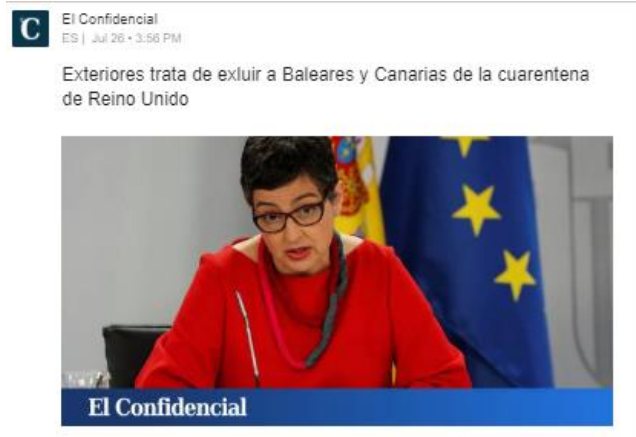 El Confidencial
ES | Jul 26 • 3:56 PM
Exteriores trata de exluir a Baleares y Canarias de la cuarentena
de Reino Unido
El Confidencial